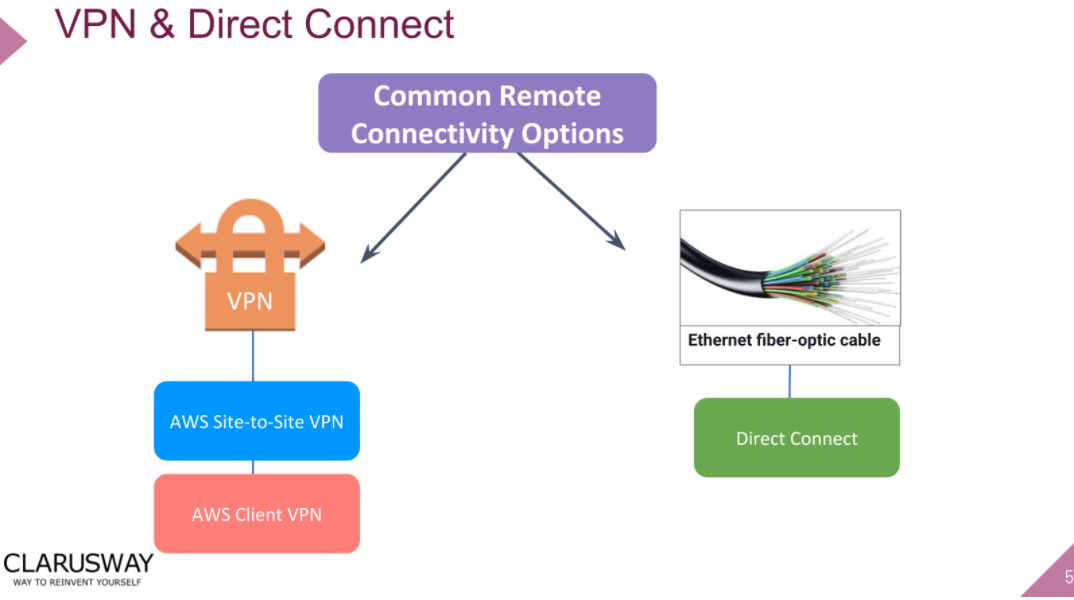 VPN & Direct Connect
Common Remote
Connectivity Options
VPN
Ethernet fiber-optic cable
AWS Site-to-Site VPN
Direct Connect
AWS Client VPN
CLARUSWAY
WAY TO REINVENT YOURSELF
5